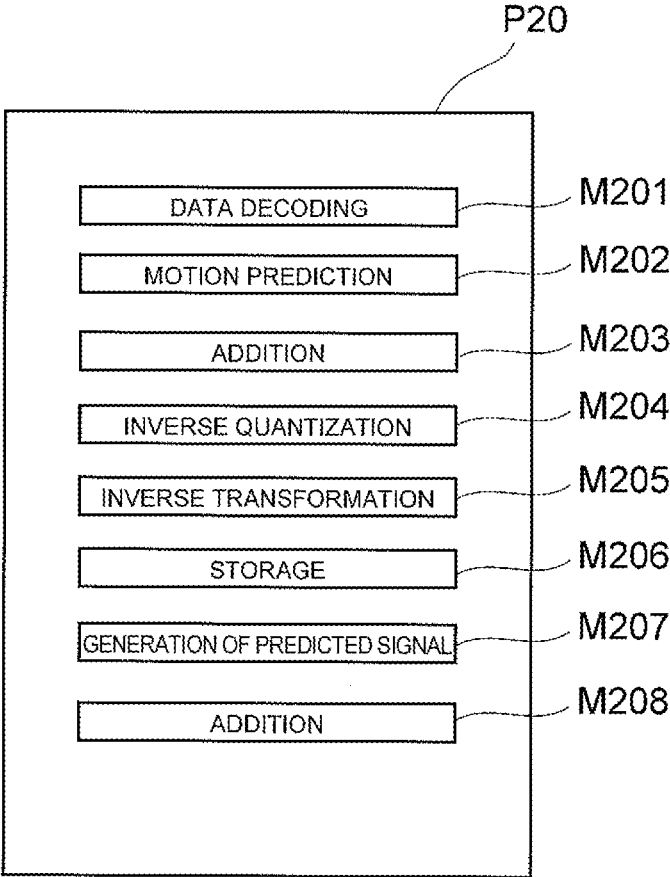 P20
DATA DECODING M201
MOTION PREDICTION M202
ADDITION M203
INVERSE QUANTIZATION M204
INVERSE TRANSFORMATION M205
STORAGE M206
GENERATION OF PREDICTED SIGNAL M207
ADDITION M208